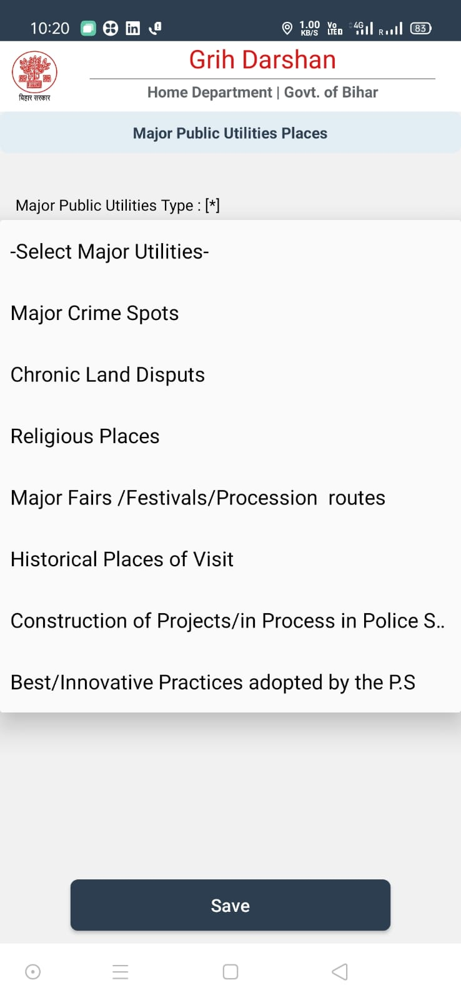 10:20
1.00 KB/S Vo LTED 4G R 83
Grih Darshan
Home Department | Govt. of Bihar
बिहार सरकार
Major Public Utilities Places
Major Public Utilities Type : [*]
-Select Major Utilities-
Major Crime Spots
Chronic Land Disputs
Religious Places
Major Fairs /Festivals/Procession  routes
Historical Places of Visit
Construction of Projects/in Process in Police S..
Best/Innovative Practices adopted by the P.S
Save